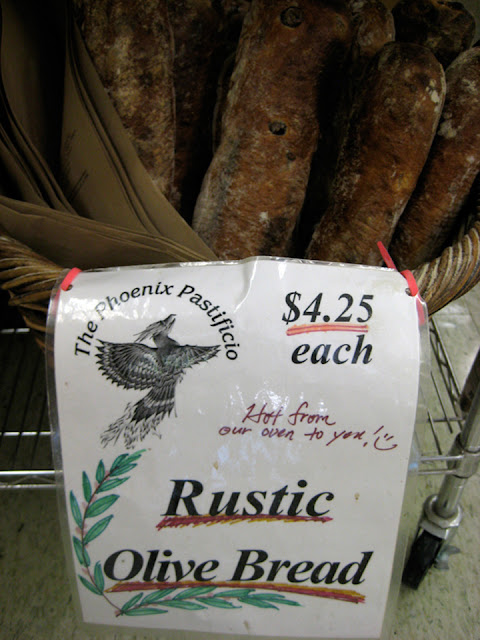 The Phoenix Pastificio
$4.25
each
Hot from
our oven to you!
Rustic
Olive Bread